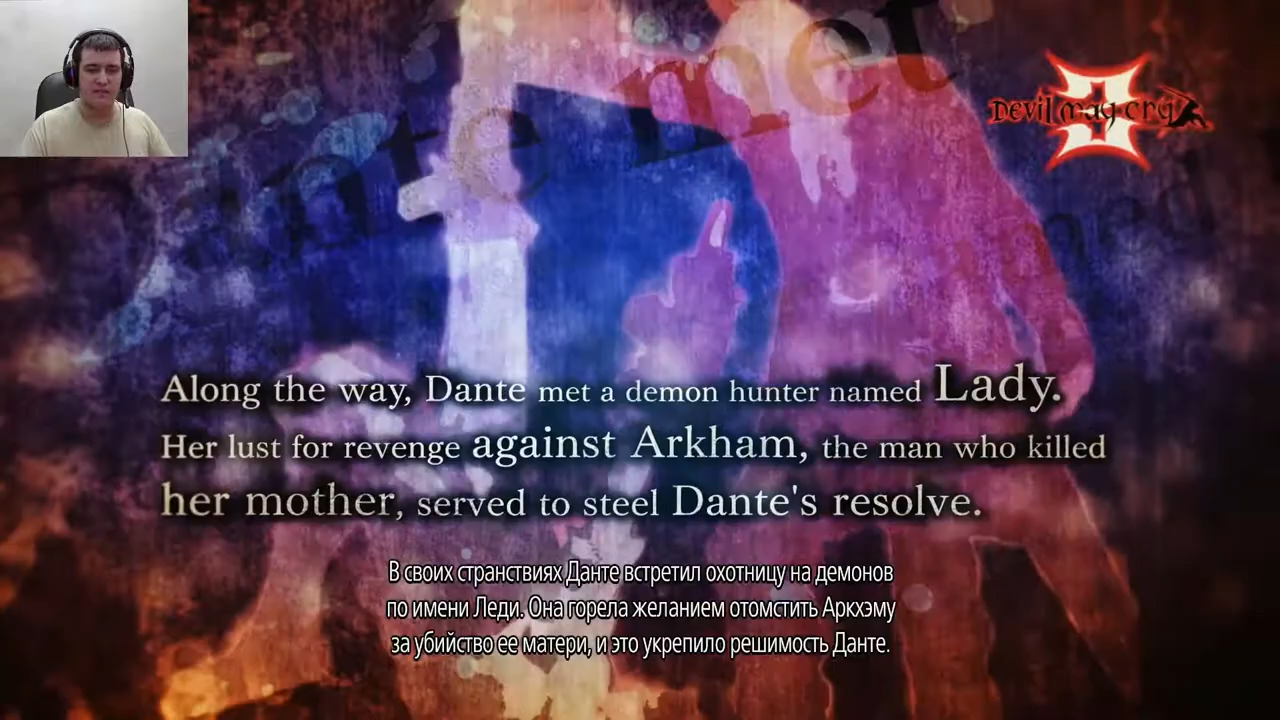 Dante met
Devil may cry
3
Along the way, Dante met a demon hunter named Lady.
Her lust for revenge against Arkham, the man who killed
her mother, served to steel Dante's resolve.
В своих странствиях Данте встретил охотницу на демонов
по имени Леди. Она горела желанием отомстить Аркхэму
за убийство ее матери, и это укрепило решимость Данте.